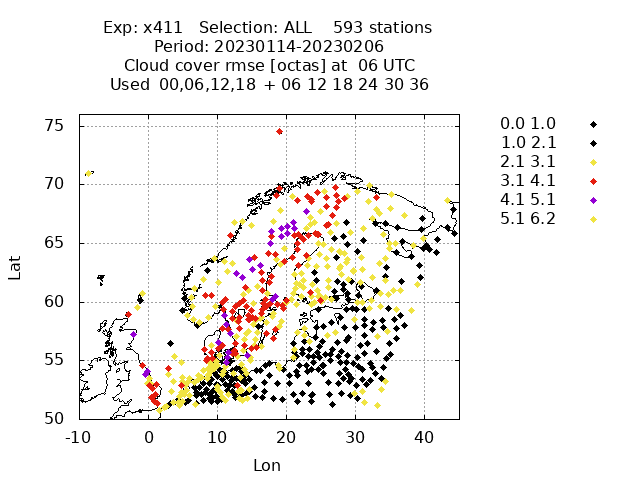 Exp: x411   Selection: ALL    593 stations
Period: 20230114-20230206
Cloud cover rmse [octas] at  06 UTC
Used  00,06,12,18  + 06 12 18 24 30 36
0.0 1.0
1.0 2.1
2.1 3.1
3.1 4.1
4.1 5.1
5.1 6.2
75
70
65
60
55
50
Lat
-10 0 10 20 30 40
Lon